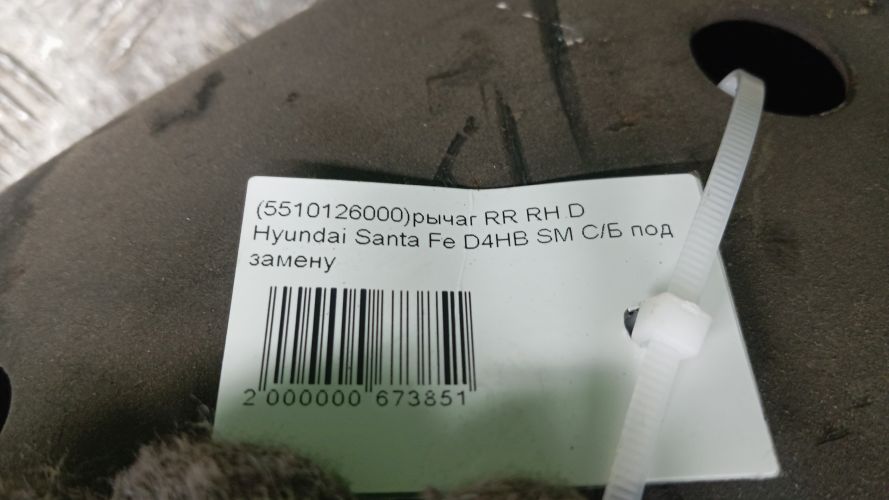 (5510126000)рычаг RR RH D
Hyundai Santa Fe D4HB SM С/Б под
замену
2 000000 673851